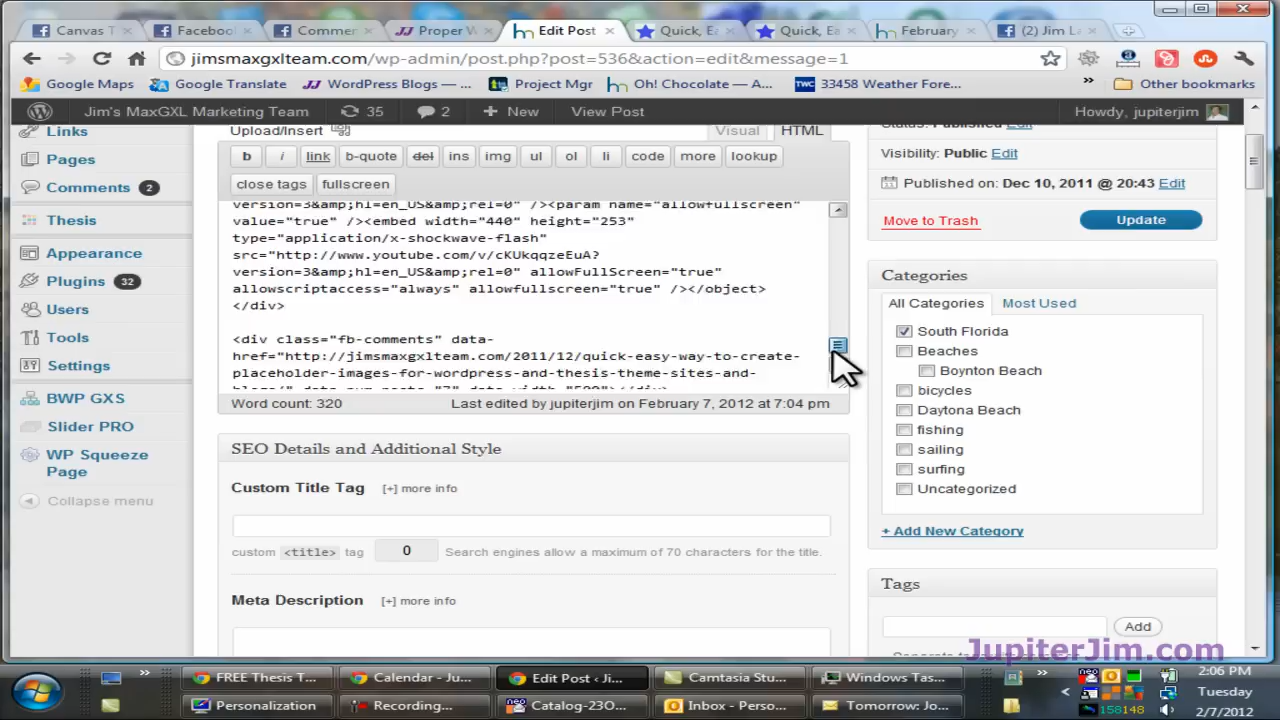 Canvas T
Facebool
Commer
Proper W
Edit Post
Quick, Ea
Quick, Ea
February
(2) Jim La
jimsmaxgxlteam.com/wp-admin/post.php?post=536&action=edit&message=1
Google Maps
Google Translate
WordPress Blogs — ...
Project Mgr
Oh! Chocolate — A...
33458 Weather Fore...
Other bookmarks
Jim's MaxGXL Marketing Team
35
2
New
View Post
Howdy, jupiterjim
Links
Pages
Comments 2
Thesis
Appearance
Plugins 32
Users
Tools
Settings
BWP GXS
Slider PRO
WP Squeeze
Page
Collapse menu
Upload/Insert
Visual
HTML
b
i
link
b-quote
del
ins
img
ul
ol
li
code
more
lookup
close tags
fullscreen
version=3&amp;hl=en_US&amp;rel=0" /><param name="allowfullscreen"
value="true" /><embed width="440" height="253"
type="application/x-shockwave-flash"
src="http://www.youtube.com/v/cKUkqqzeEuA?
version=3&amp;hl=en_US&amp;rel=0" allowFullScreen="true"
allowscriptaccess="always" allowfullscreen="true" /></object>
</div>
<div class="fb-comments" data-
href="http://jimsmaxgxlteam.com/2011/12/quick-easy-way-to-create-
placeholder-images-for-wordpress-and-thesis-theme-sites-and-
Word count: 320
Last edited by jupiterjim on February 7, 2012 at 7:04 pm
SEO Details and Additional Style
Custom Title Tag
[+] more info
custom <title> tag
0
Search engines allow a maximum of 70 characters for the title.
Meta Description
[+] more info
Status: Published Edit
Visibility: Public Edit
Published on: Dec 10, 2011 @ 20:43 Edit
Move to Trash
Update
Categories
All Categories
Most Used
South Florida
Beaches
Boynton Beach
bicycles
Daytona Beach
fishing
sailing
surfing
Uncategorized
+ Add New Category
Tags
Add
JupiterJim.com
FREE Thesis T...
Calendar - Ju...
Edit Post ‹ Ji...
Camtasia Stu...
Windows Tas...
Personalization
Recording...
Catalog-23O...
Inbox - Perso...
Tomorrow: Jo...
158148
2:06 PM
Tuesday
2/7/2012